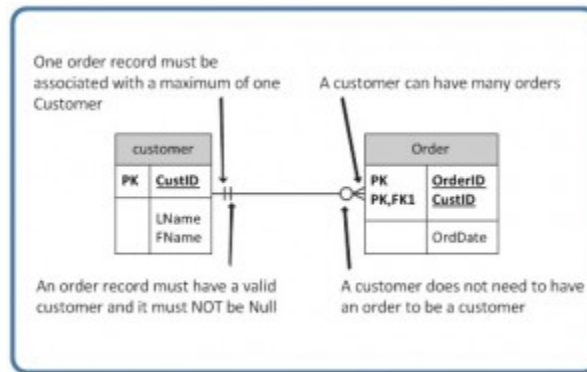 One order record must be
associated with a maximum of one
Customer
A customer can have many orders
customer
PK CustID
LName
FName
Order
PK OrderID
PK,FK1 CustID
OrdDate
An order record must have a valid
customer and it must NOT be Null
A customer does not need to have
an order to be a customer